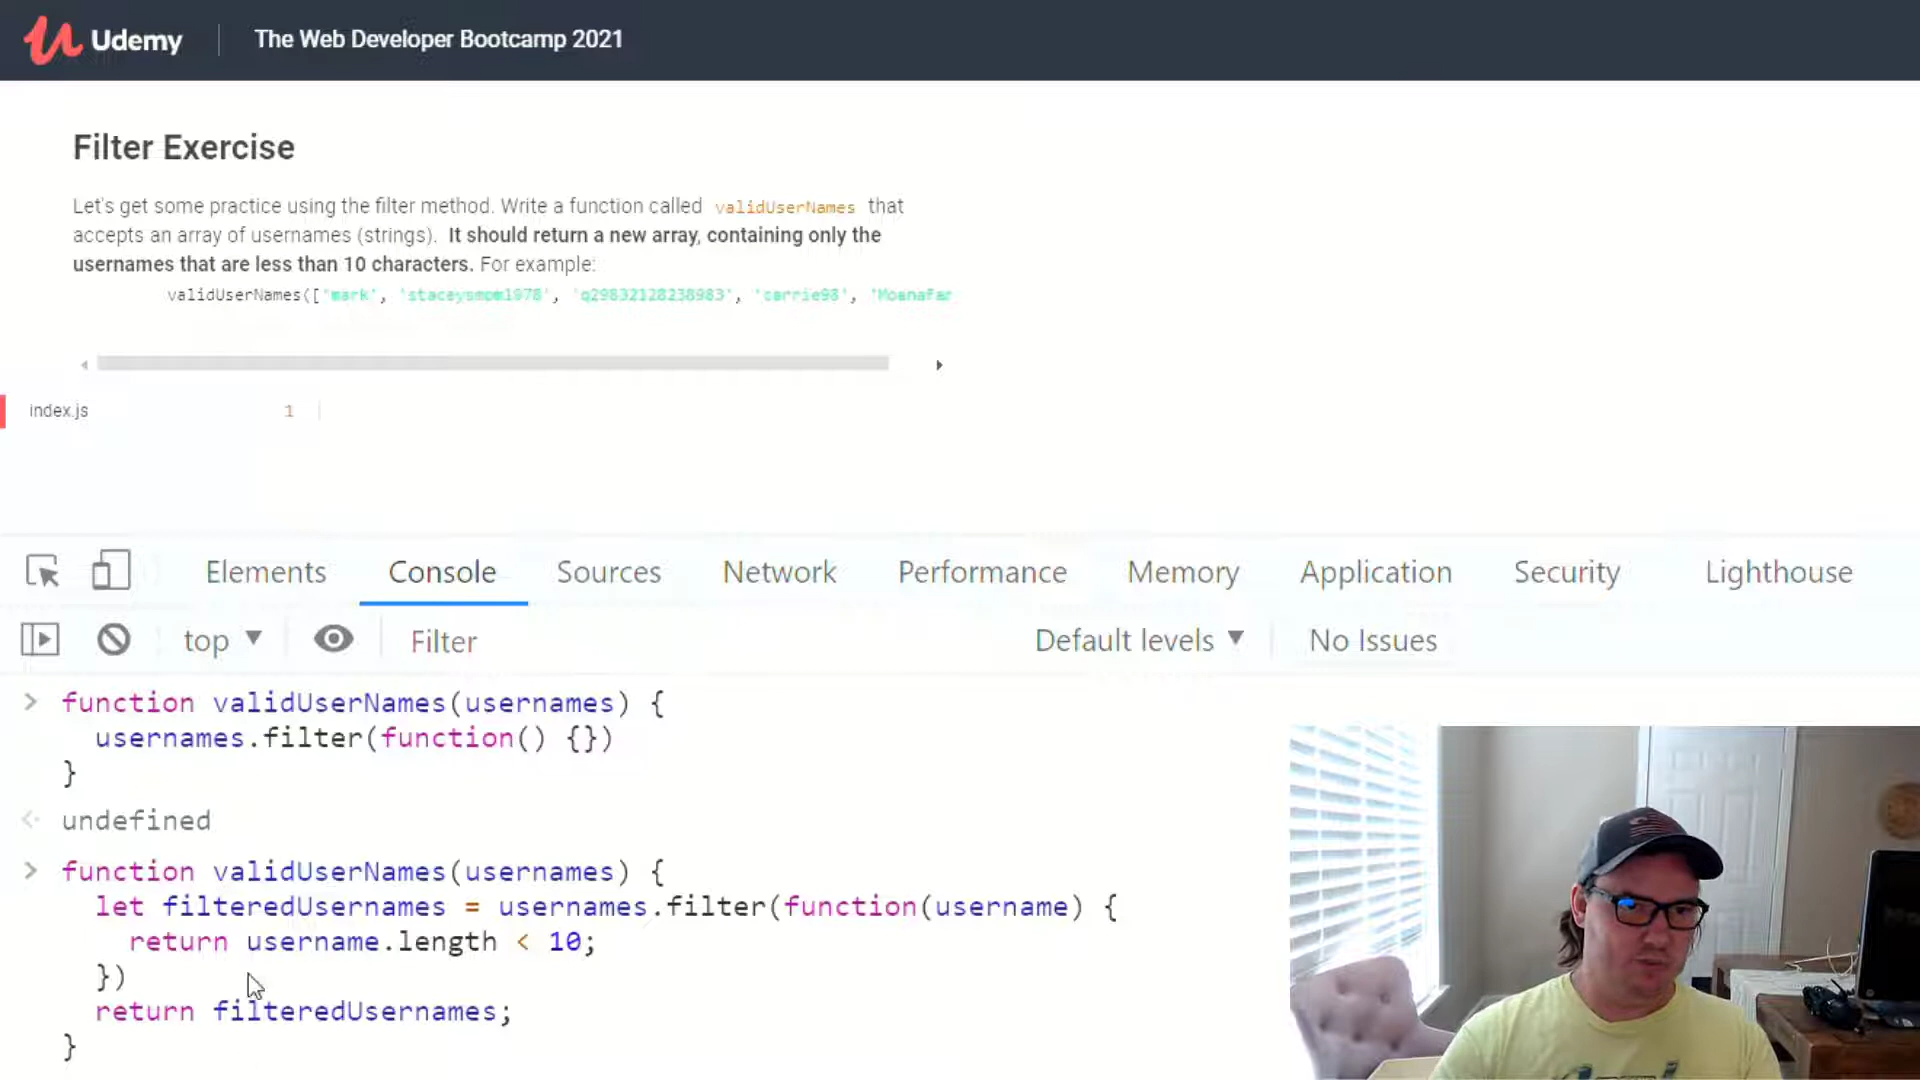 Udemy
The Web Developer Bootcamp 2021
Filter Exercise
Let's get some practice using the filter method. Write a function called validUserNames that
accepts an array of usernames (strings). It should return a new array, containing only the
usernames that are less than 10 characters. For example:
validUserNames(['mark', 'staceysmom1978', 'q29832128238983', 'carrie98', 'MoanaFan
index.js
1
Elements Console Sources Network Performance Memory Application Security Lighthouse
top Filter Default levels No Issues
> function validUserNames(usernames) {
usernames.filter(function() {})
}
undefined
> function validUserNames(usernames) {
let filteredUsernames = usernames.filter(function(username) {
return username.length < 10;
})
return filteredUsernames;
}